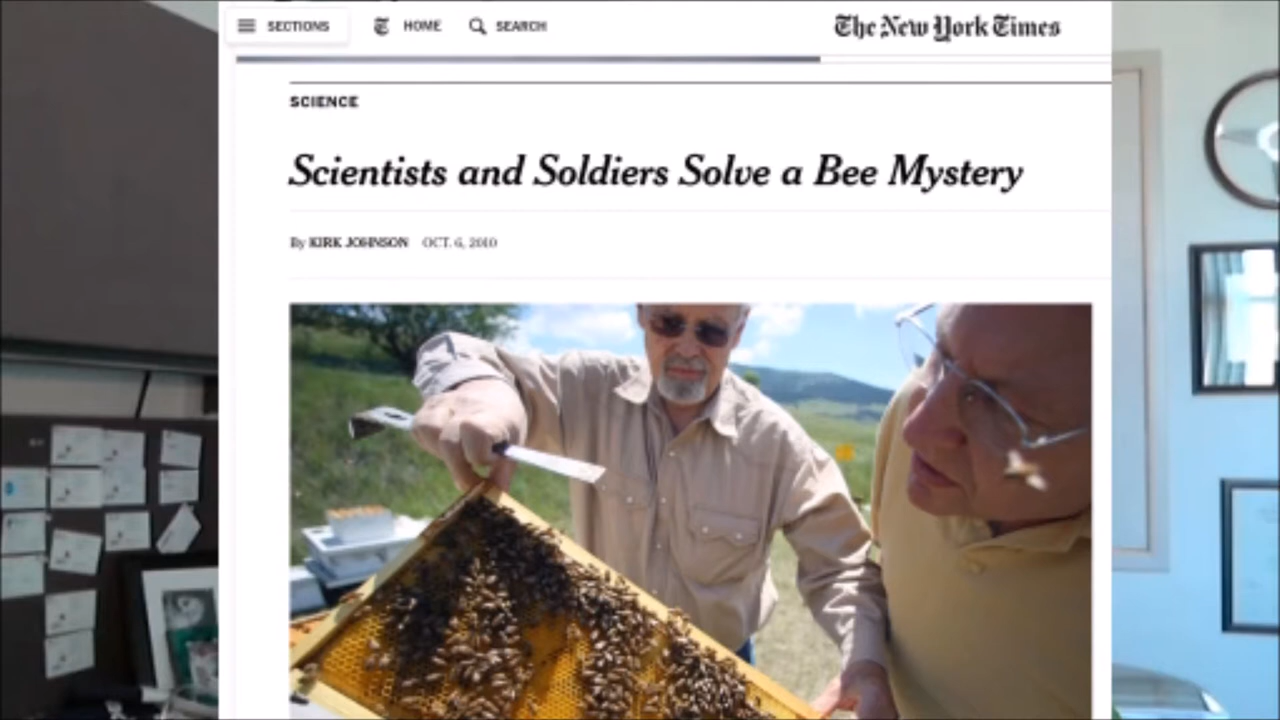 SECTIONS HOME SEARCH The New York Times
SCIENCE
Scientists and Soldiers Solve a Bee Mystery
By KIRK JOHNSON OCT. 6, 2010